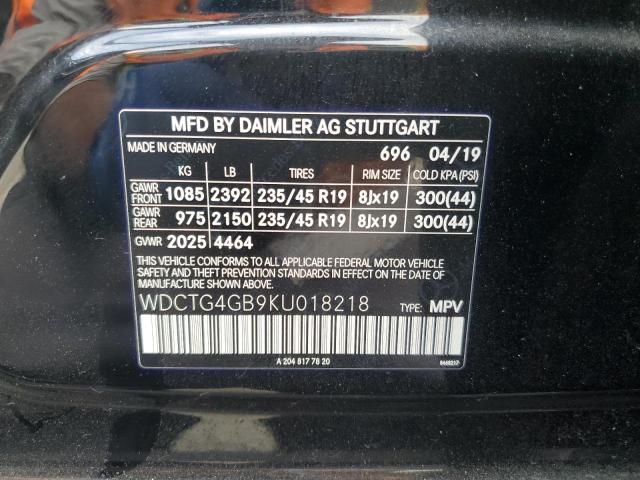 MFD BY DAIMLER AG STUTTGART
MADE IN GERMANY 696 04/19
KG LB TIRES RIM SIZE COLD KPA(PSI)
GAWR FRONT 1085 2392 235/45 R19 8Jx19 300(44)
GAWR REAR 975 2150 235/45 R19 8Jx19 300(44)
GVWR 2025 4464
THIS VEHICLE CONFORMS TO ALL APPLICABLE FEDERAL MOTOR VEHICLE
SAFETY, BUMPER, AND THEFT PREVENTION STANDARDS IN EFFECT
ON THE DATE OF MANUFACTURE SHOWN ABOVE.
WDCTG4GB9KU018218 TYPE: MPV
A 204 817 78 20